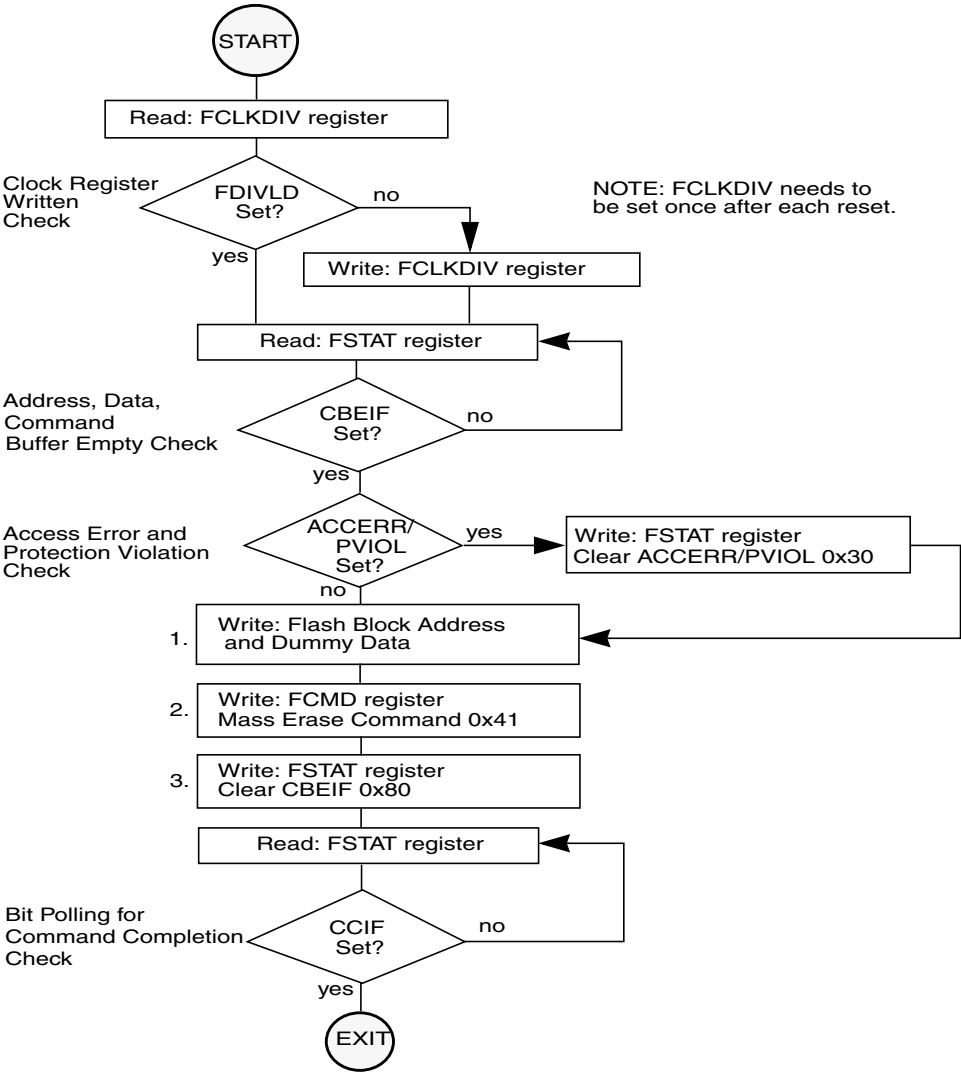 START
Read: FCLKDIV register
Clock Register
Written
Check
FDIVLD
Set?
no
yes
NOTE: FCLKDIV needs to
be set once after each reset.
Write: FCLKDIV register
Read: FSTAT register
Address, Data,
Command
Buffer Empty Check
CBEIF
Set?
no
yes
Access Error and
Protection Violation
Check
ACCERR/
PVIOL
Set?
yes
no
Write: FSTAT register
Clear ACCERR/PVIOL 0x30
1.
Write: Flash Block Address
and Dummy Data
2.
Write: FCMD register
Mass Erase Command 0x41
3.
Write: FSTAT register
Clear CBEIF 0x80
Read: FSTAT register
Bit Polling for
Command Completion
Check
CCIF
Set?
no
yes
EXIT